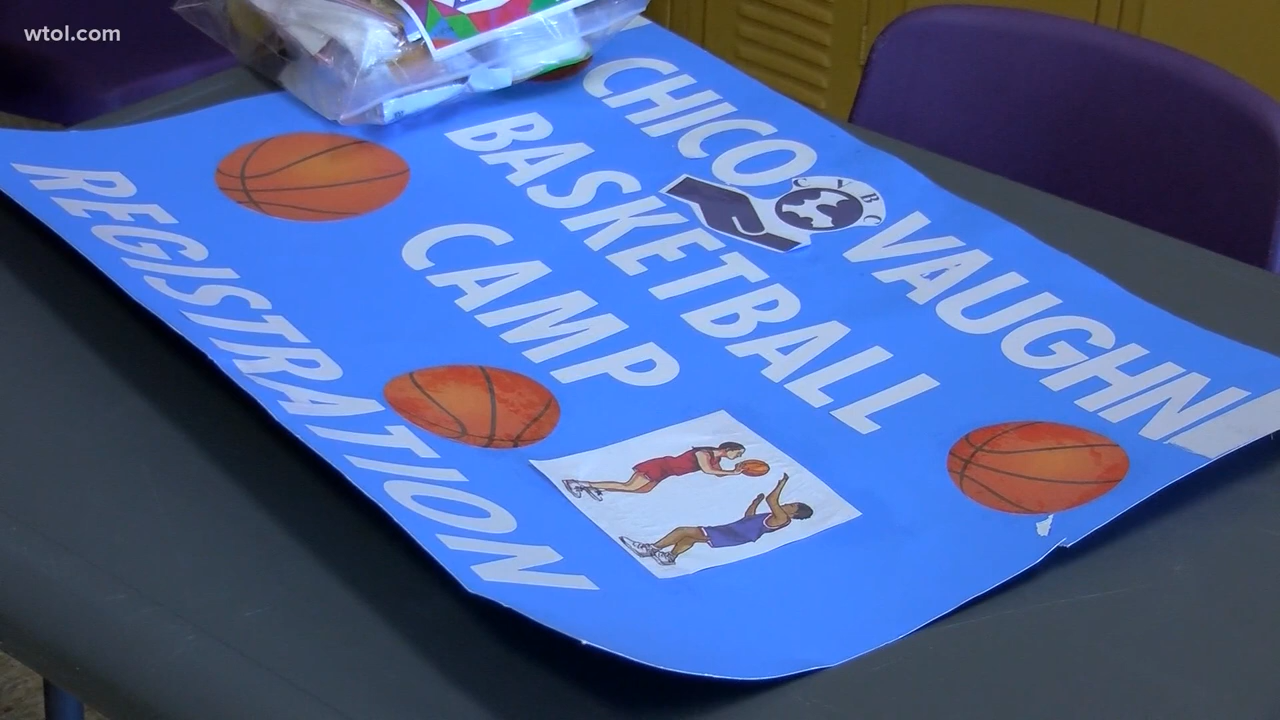 wtol.com
CHICO VAUGHN
CVBC
BASKETBALL
CAMP
REGISTRATION